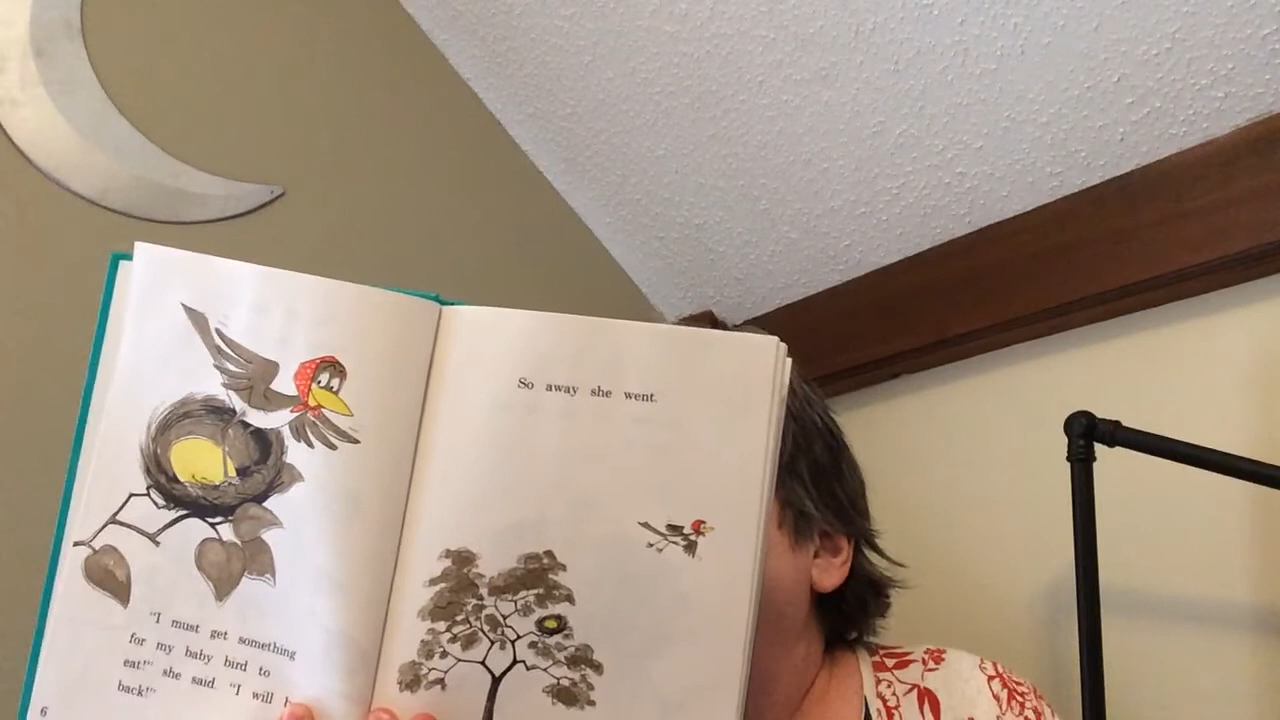 "I must get something
for my baby bird to
eat!" she said. "I will
back!"
6
So away she went.